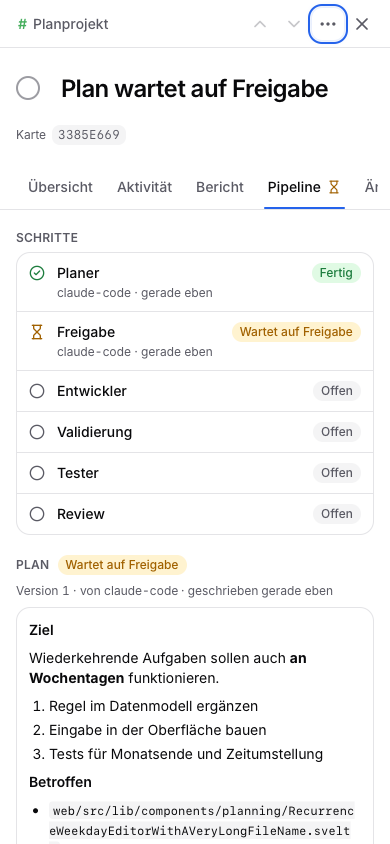 # Planprojekt
Plan wartet auf Freigabe
Karte 3385E669
Übersicht Aktivität Bericht Pipeline Är
SCHRITTE
Planer Fertig
claude-code · gerade eben
Freigabe Wartet auf Freigabe
claude-code · gerade eben
Entwickler Offen
Validierung Offen
Tester Offen
Review Offen
PLAN Wartet auf Freigabe
Version 1 · von claude-code · geschrieben gerade eben
Ziel
Wiederkehrende Aufgaben sollen auch an
Wochentagen funktionieren.
1. Regel im Datenmodell ergänzen
2. Eingabe in der Oberfläche bauen
3. Tests für Monatsende und Zeitumstellung
Betroffen
• web/src/lib/components/planning/Recurrenc
eWeekdayEditorWithAVeryLongFileName.svelt